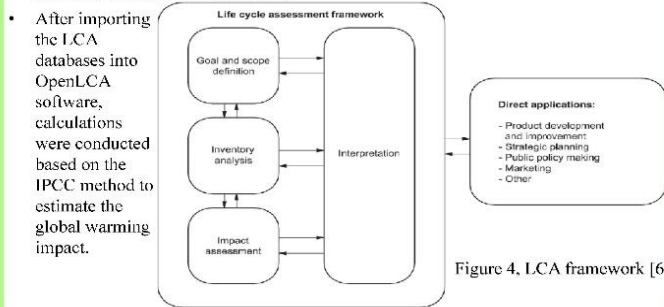 • After importing
the LCA
databases into
OpenLCA
software,
calculations
were conducted
based on the
IPCC method to
estimate the
global warming
impact.
Life cycle assessment framework
Goal and scope
definition
Inventory
analysis
Impact
assessment
Interpretation
Direct applications:
- Product development
and improvement
- Strategic planning
- Public policy making
- Marketing
- Other
Figure 4, LCA framework [6